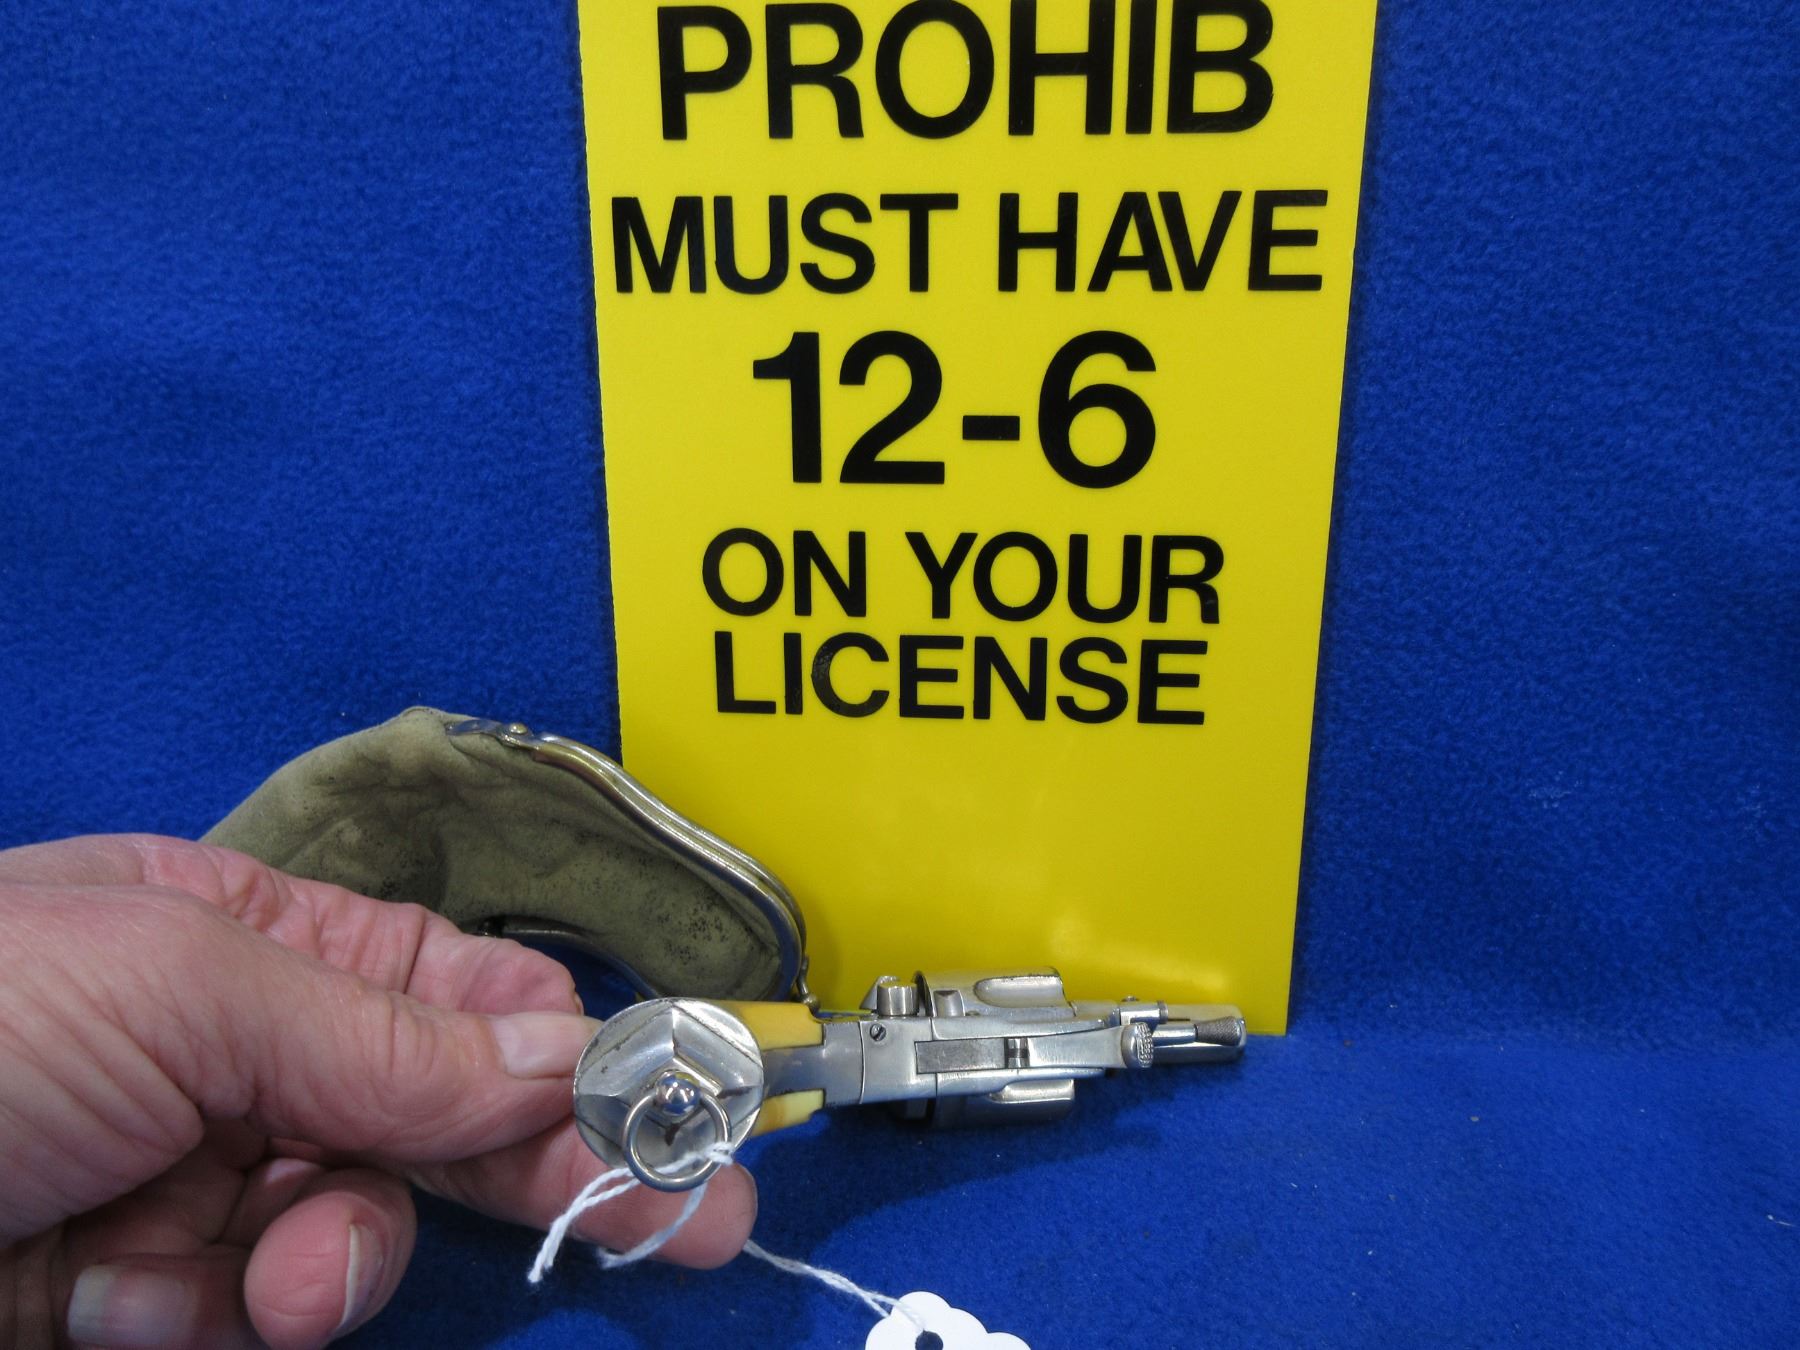 PROHIB
MUST HAVE
12-6
ON YOUR
LICENSE